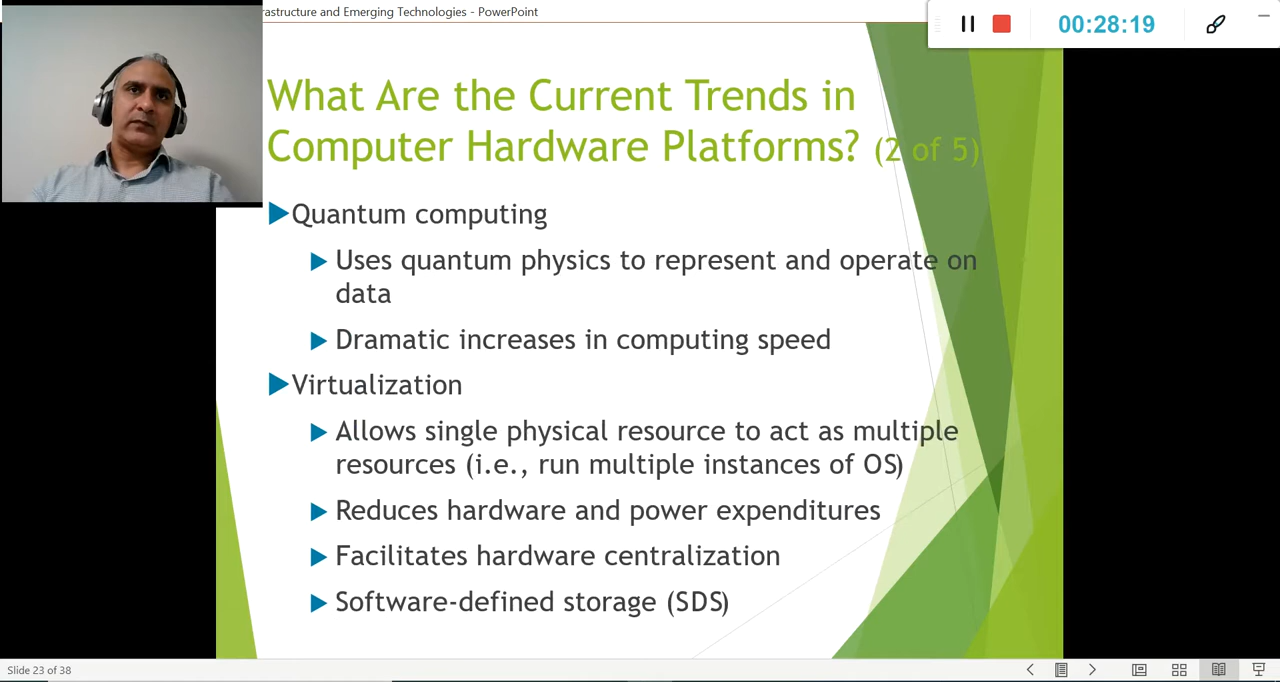 rastructure and Emerging Technologies - PowerPoint
00:28:19
What Are the Current Trends in
Computer Hardware Platforms? (2 of 5)
Quantum computing
Uses quantum physics to represent and operate on
data
Dramatic increases in computing speed
Virtualization
Allows single physical resource to act as multiple
resources (i.e., run multiple instances of OS)
Reduces hardware and power expenditures
Facilitates hardware centralization
Software-defined storage (SDS)
Slide 23 of 38